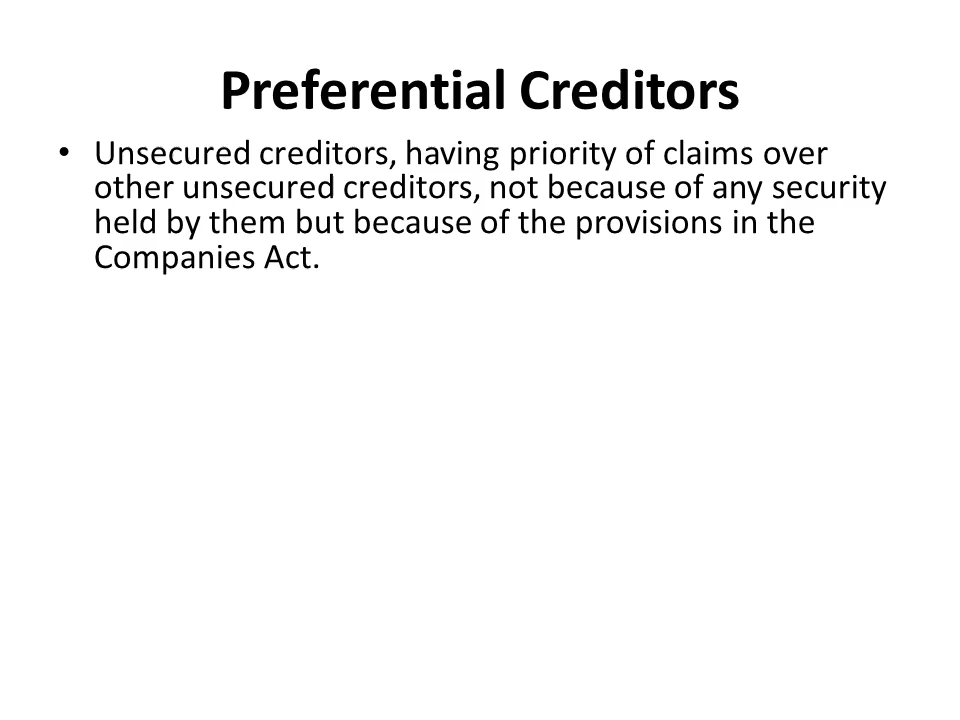 Preferential Creditors
• Unsecured creditors, having priority of claims over
other unsecured creditors, not because of any security
held by them but because of the provisions in the
Companies Act.